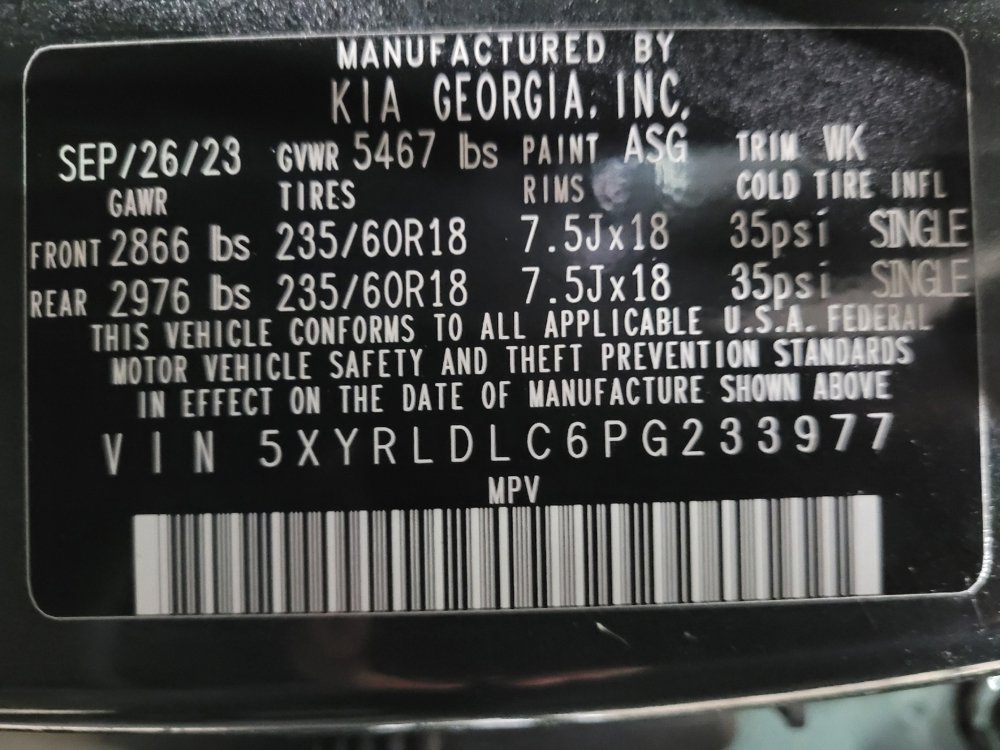 MANUFACTURED BY
KIA GEORGIA, INC.
SEP/26/23 GVWR 5467 lbs PAINT ASG TRIM WK
GAWR TIRES RIMS COLD TIRE INFL
FRONT 2866 lbs 235/60R18 7.5Jx18 35psi SINGLE
REAR 2976 lbs 235/60R18 7.5Jx18 35psi SINGLE
THIS VEHICLE CONFORMS TO ALL APPLICABLE U.S.A. FEDERAL
MOTOR VEHICLE SAFETY AND THEFT PREVENTION STANDARDS
IN EFFECT ON THE DATE OF MANUFACTURE SHOWN ABOVE
VIN 5XYRLDLC6PG233977
MPV